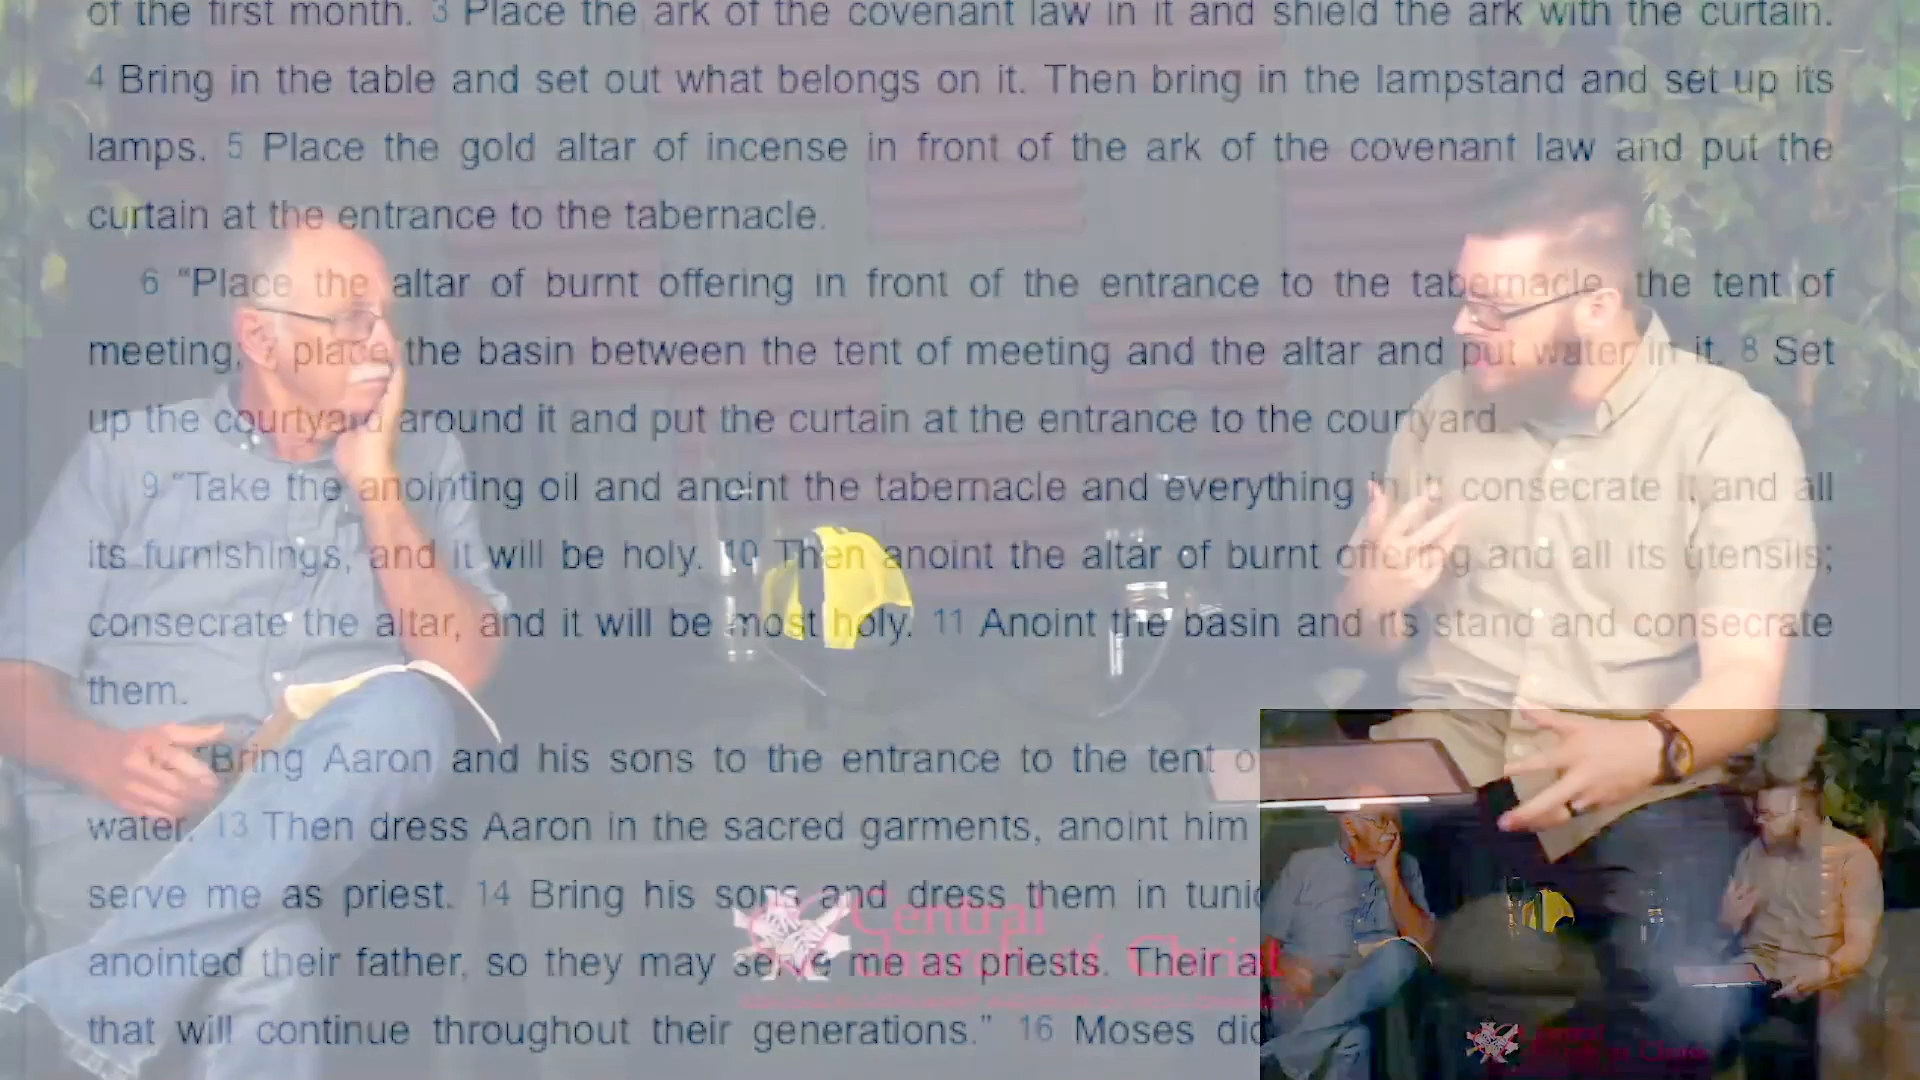 of the first month. 3 Place the ark of the covenant law in it and shield the ark with the curtain.
4 Bring in the table and set out what belongs on it. Then bring in the lampstand and set up its
lamps. 5 Place the gold altar of incense in front of the ark of the covenant law and put the
curtain at the entrance to the tabernacle.
6 “Place the altar of burnt offering in front of the entrance to the tabernacle, the tent of
meeting; place the basin between the tent of meeting and the altar and put water in it. 8 Set
up the courtyard around it and put the curtain at the entrance to the courtyard.
9 “Take the anointing oil and anoint the tabernacle and everything in it; consecrate it and all
its furnishings, and it will be holy. 10 Then anoint the altar of burnt offering and all its utensils;
consecrate the altar, and it will be most holy. 11 Anoint the basin and its stand and consecrate
them.
“Bring Aaron and his sons to the entrance to the tent
water. 13 Then dress Aaron in the sacred garments, anoint him
serve me as priest. 14 Bring his sons and dress them in
anointed their father, so they may serve me as priests. Their
that will continue throughout their generations.” 16 Moses
Central
church of Christ